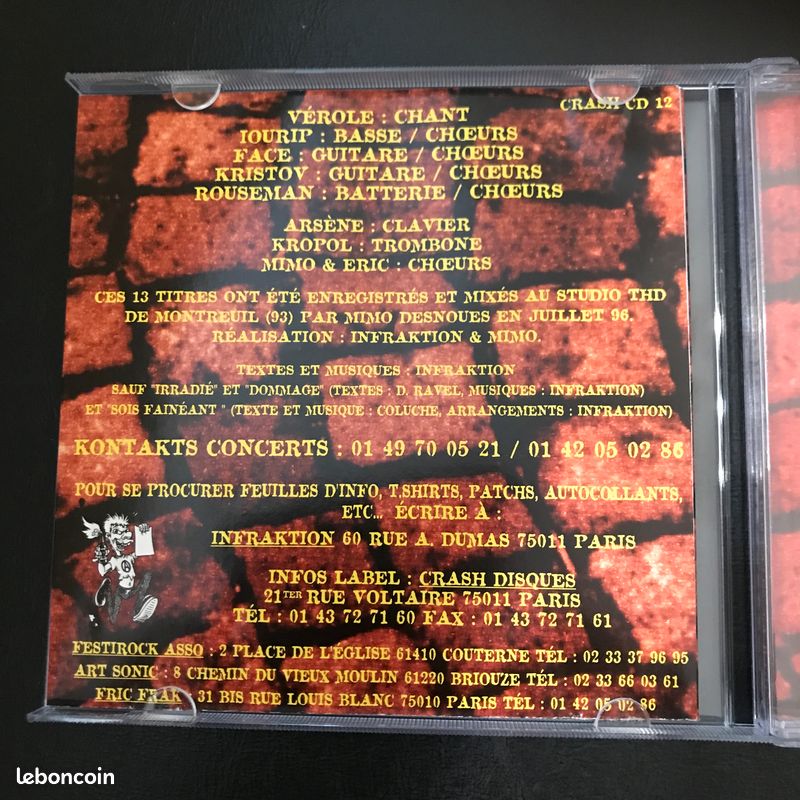 CRASH CD 12
VÉROLE : CHANT
IOURIP : BASSE / CHŒURS
FACE : GUITARE / CHŒURS
KRISTOV : GUITARE / CHŒURS
ROUSEMAN : BATTERIE / CHŒURS
ARSÈNE : CLAVIER
KROPOL : TROMBONE
MIMO & ERIC : CHŒURS
CES 13 TITRES ONT ÉTÉ ENREGISTRÉS ET MIXÉS AU STUDIO THD
DE MONTREUIL (93) PAR MIMO DESNOUES EN JUILLET 96.
RÉALISATION : INFRAKTION & MIMO.
TEXTES ET MUSIQUES : INFRAKTION
SAUF "IRRADIÉ" ET "DOMMAGE" (TEXTES : D. RAVEL, MUSIQUES : INFRAKTION)
ET "SOIS FAINÉANT " (TEXTE ET MUSIQUE : COLUCHE, ARRANGEMENTS : INFRAKTION)
KONTAKTS CONCERTS : 01 49 70 05 21 / 01 42 05 02 86
POUR SE PROCURER FEUILLES D'INFO, T.SHIRTS, PATCHS, AUTOCOLLANTS,
ETC... ÉCRIRE À :
INFRAKTION 60 RUE A. DUMAS 75011 PARIS
INFOS LABEL : CRASH DISQUES
21TER RUE VOLTAIRE 75011 PARIS
TÉL : 01 43 72 71 60 FAX : 01 43 72 71 61
FESTIROCK ASSO : 2 PLACE DE L'ÉGLISE 61410 COUTERNE TÉL : 02 33 37 96 95
ART SONIC : 8 CHEMIN DU VIEUX MOULIN 61220 BRIOUZE TÉL : 02 33 66 03 61
FRIC FRAK : 31 BIS RUE LOUIS BLANC 75010 PARIS TÉL : 01 42 05 02 86
leboncoin